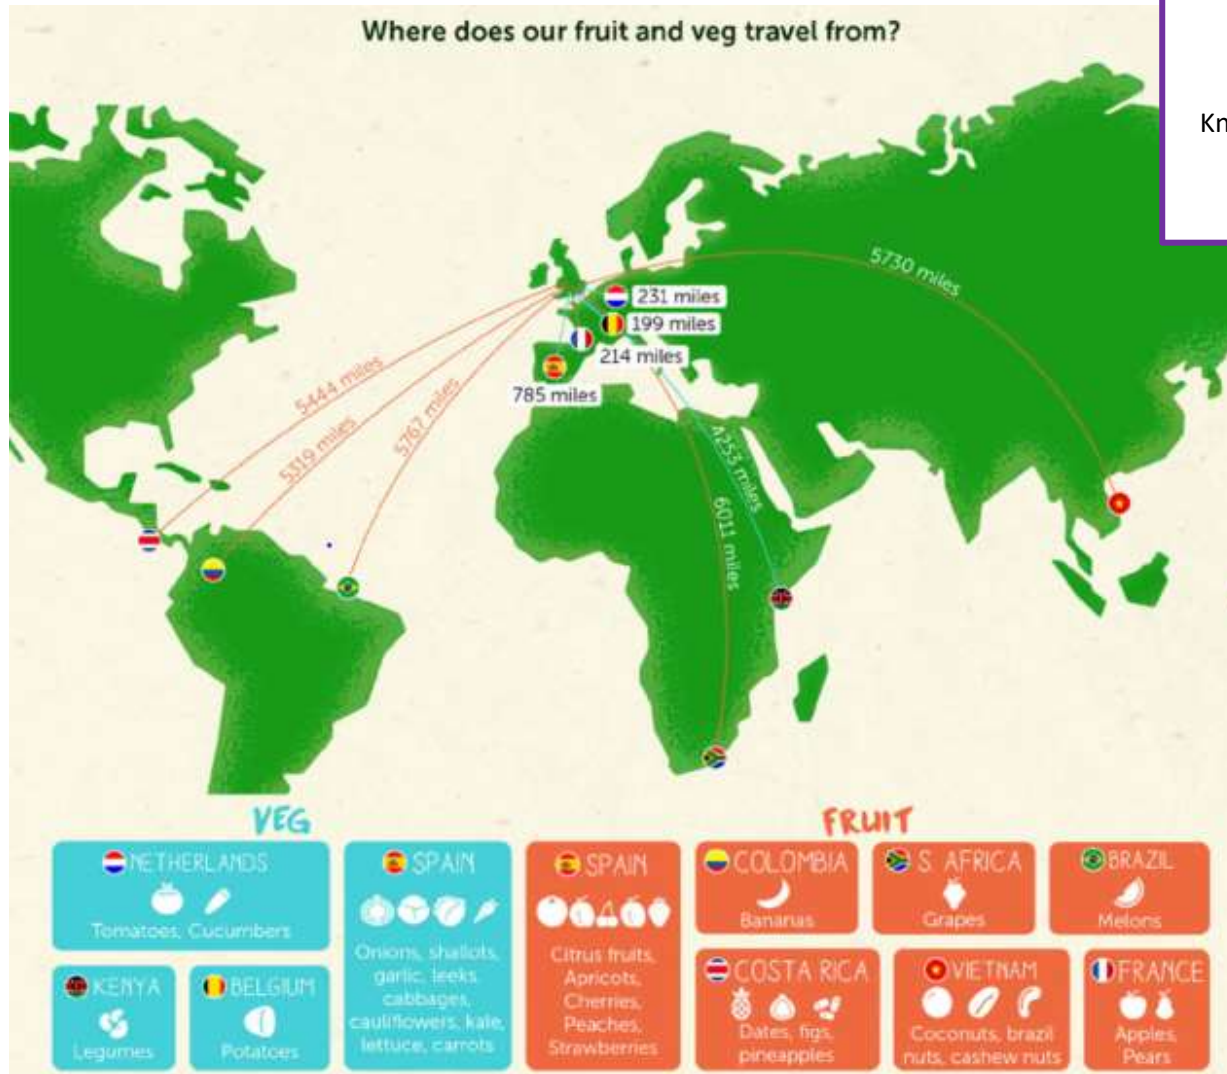 Where does our fruit and veg travel from?
Kn
5730 miles
231 miles
199 miles
214 miles
785 miles
5444 miles
5319 miles
5767 miles
4253 miles
6011 miles
VEG
FRUIT
NETHERLANDS
Tomatoes, Cucumbers
KENYA
Legumes
BELGIUM
Potatoes
SPAIN
Onions, shallots,
garlic, leeks,
cabbages,
cauliflowers, kale,
lettuce, carrots
SPAIN
Citrus fruits,
Apricots,
Cherries,
Peaches,
Strawberries
COLOMBIA
Bananas
S. AFRICA
Grapes
BRAZIL
Melons
COSTA RICA
Dates, figs,
pineapples
VIETNAM
Coconuts, brazil
nuts, cashew nuts
FRANCE
Apples,
Pears